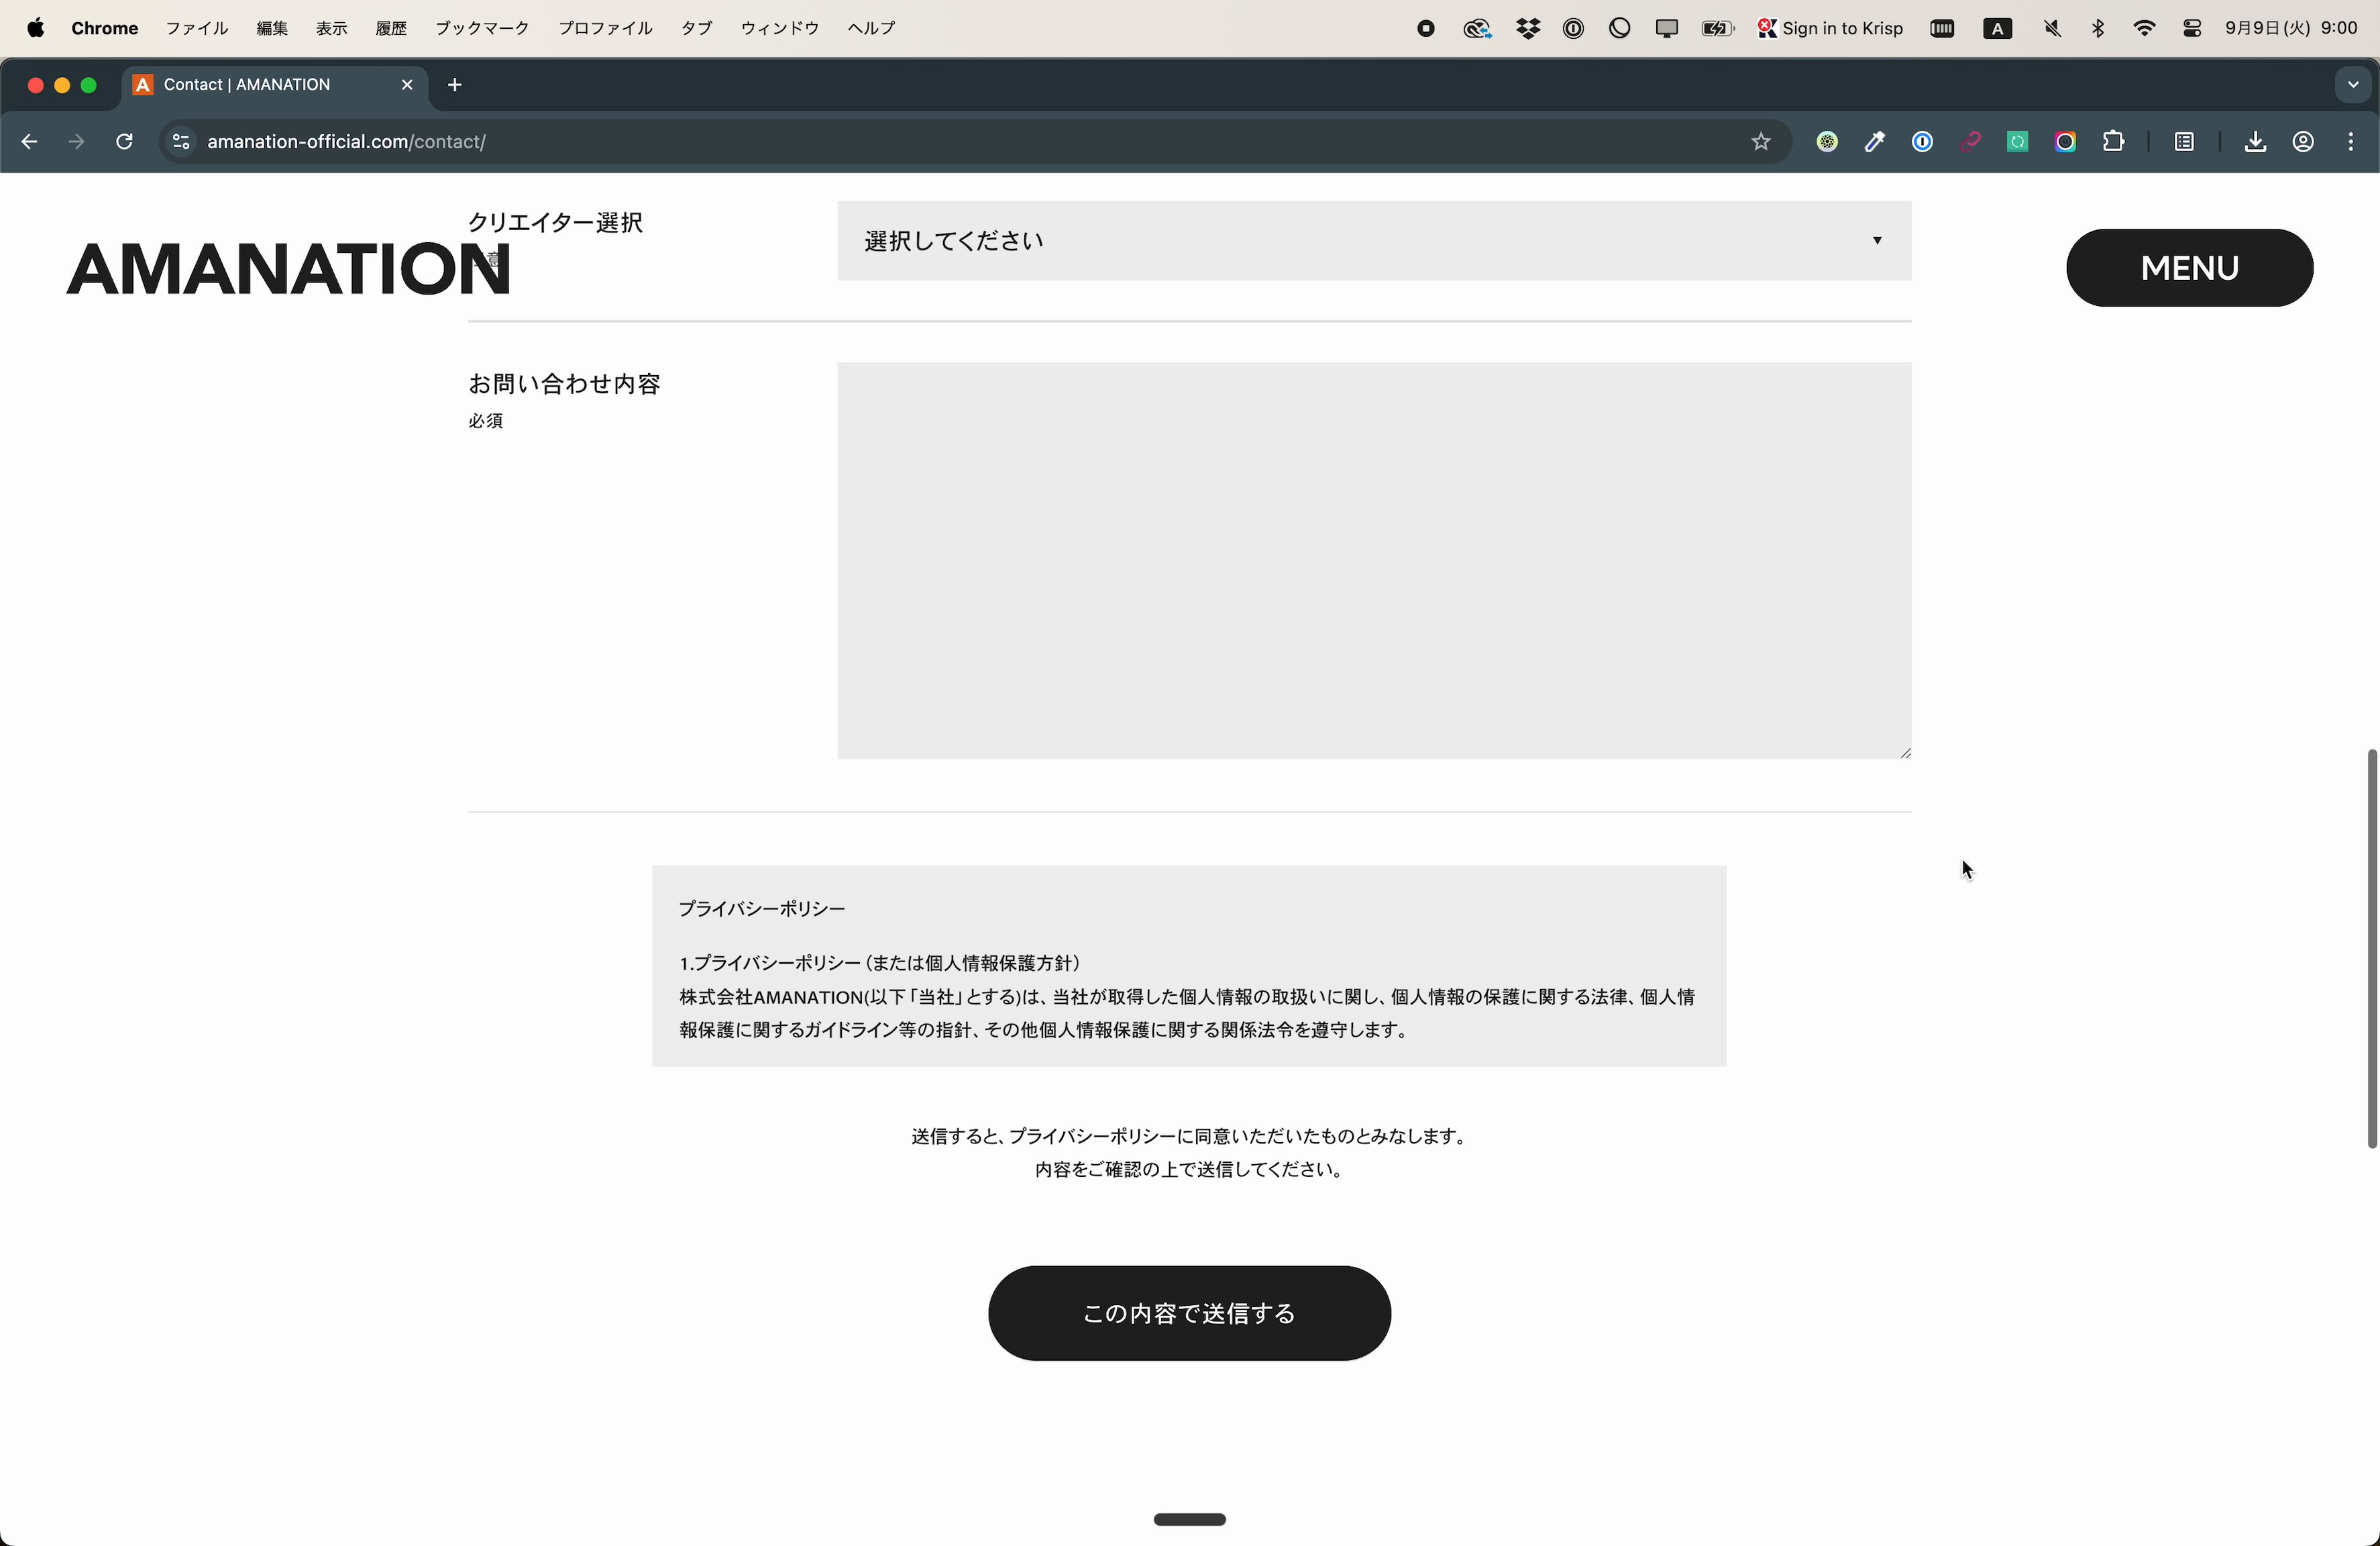 Chrome ファイル 編集 表示 履歴 ブックマーク プロファイル タブ ウィンドウ ヘルプ Sign in to Krisp A 9月9日(火) 9:00
A Contact | AMANATION
amanation-official.com/contact/
クリエイター選択
選択してください
AMANATION
MENU
お問い合わせ内容
必須
プライバシーポリシー
1.プライバシーポリシー（または個人情報保護方針）
株式会社AMANATION(以下「当社」とする)は、当社が取得した個人情報の取扱いに関し、個人情報の保護に関する法律、個人情
報保護に関するガイドライン等の指針、その他個人情報保護に関する関係法令を遵守します。
送信すると、プライバシーポリシーに同意いただいたものとみなします。
内容をご確認の上で送信してください。
この内容で送信する